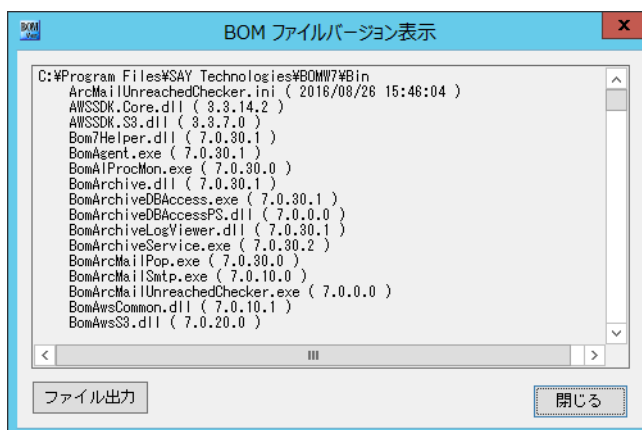 BOM
BOM ファイルバージョン表示
x
C:¥Program Files¥SAY Technologies¥BOMW7¥Bin
ArcMailUnreachedChecker.ini ( 2016/08/26 15:46:04 )
AWSSDK.Core.dll ( 3.3.14.2 )
AWSSDK.S3.dll ( 3.3.7.0 )
Bom7Helper.dll ( 7.0.30.1 )
BomAgent.exe ( 7.0.30.1 )
BomAlProcMon.exe ( 7.0.30.0 )
BomArchive.dll ( 7.0.30.1 )
BomArchiveDBAccess.exe ( 7.0.30.1 )
BomArchiveDBAccessPS.dll ( 7.0.0.0 )
BomArchiveLogViewer.dll ( 7.0.30.1 )
BomArchiveService.exe ( 7.0.30.2 )
BomArcMailPop.exe ( 7.0.30.0 )
BomArcMailSmtp.exe ( 7.0.10.0 )
BomArcMailUnreachedChecker.exe ( 7.0.0.0 )
BomAwsCommon.dll ( 7.0.10.1 )
BomAwsS3.dll ( 7.0.20.0 )
ファイル出力
閉じる